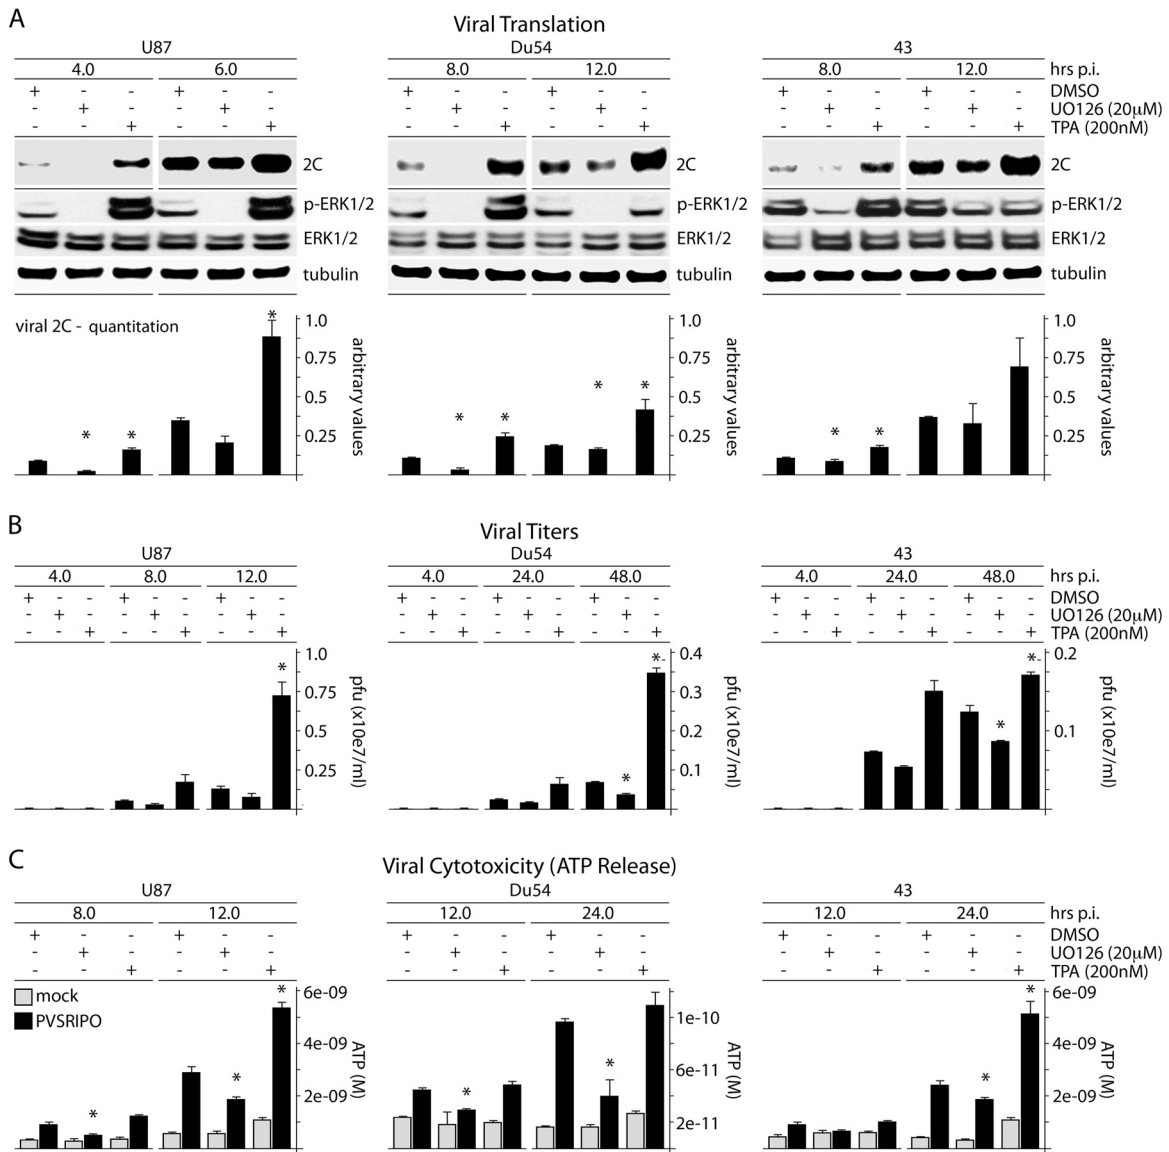 A
Viral Translation
U87 Du54 43
4.0 6.0 8.0 12.0 8.0 12.0 hrs p.i.
+ - - + - - + - - + - - + - - + - - DMSO
- + - - + - - + - - + - - + - - + - UO126 (20μM)
- - + - - + - - + - - + - - + - - + TPA (200nM)
2C 2C 2C
p-ERK1/2 p-ERK1/2 p-ERK1/2
ERK1/2 ERK1/2 ERK1/2
tubulin tubulin tubulin
viral 2C - quantitation
* 1.0 1.0 1.0
0.75 0.75 0.75
* * 0.5 0.5
* * * * 0.5 * *
0.25 0.25 0.25
arbitrary values arbitrary values arbitrary values
B
Viral Titers
U87 Du54 43
4.0 8.0 12.0 4.0 24.0 48.0 4.0 24.0 48.0 hrs p.i.
+ - - + - - + - - + - - + - - + - - + - - + - - + - - DMSO
- + - - + - - + - - + - - + - - + - - + - - + - - + - UO126 (20μM)
- - + - - + - - + - - + - - + - - + - - + - - + - - + TPA (200nM)
1.0 0.4 0.2
* * *
0.75 0.3
0.5 0.2 * 0.1
0.25 * 0.1
pfu (x10e7/ml) pfu (x10e7/ml) pfu (x10e7/ml)
C
Viral Cytotoxicity (ATP Release)
U87 Du54 43
8.0 12.0 12.0 24.0 12.0 24.0 hrs p.i.
+ - - + - - + - - + - - + - - + - - DMSO
- + - - + - - + - - + - - + - - + - UO126 (20μM)
- - + - - + - - + - - + - - + - - + TPA (200nM)
mock
PVSRIPO
* 6e-09 * 6e-09
1e-10
4e-09 4e-09
* * * 6e-11 *
2e-09 2e-09
* 2e-11
ATP (M) ATP (M) ATP (M)